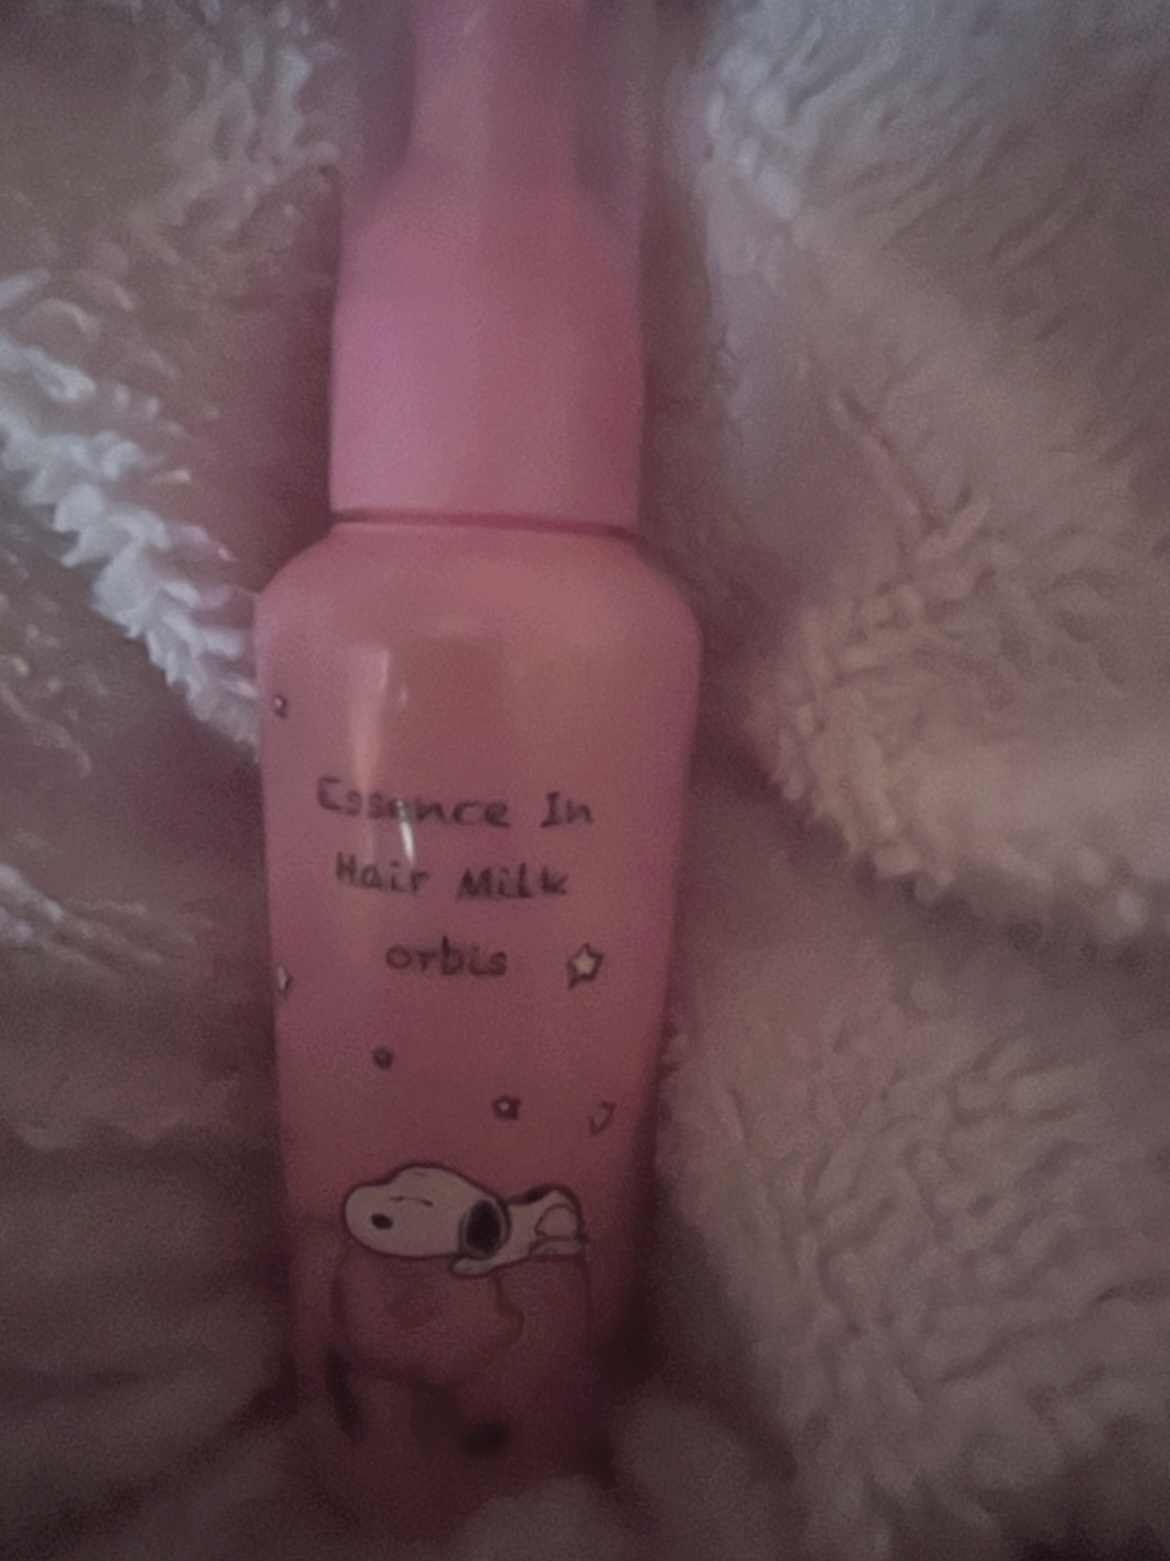 Essence In
Hair Milk
orbis